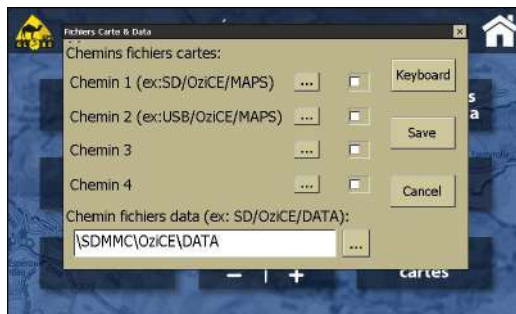 Fichiers Carte & Data
Chemins fichiers cartes:
Chemin 1 (ex:SD/OziCE/MAPS)
...
Keyboard
Chemin 2 (ex:USB/OziCE/MAPS)
...
Save
Chemin 3
...
Chemin 4
...
Cancel
Chemin fichiers data (ex: SD/OziCE/DATA):
\SDMMC\OziCE\DATA
...
− | +
cartes